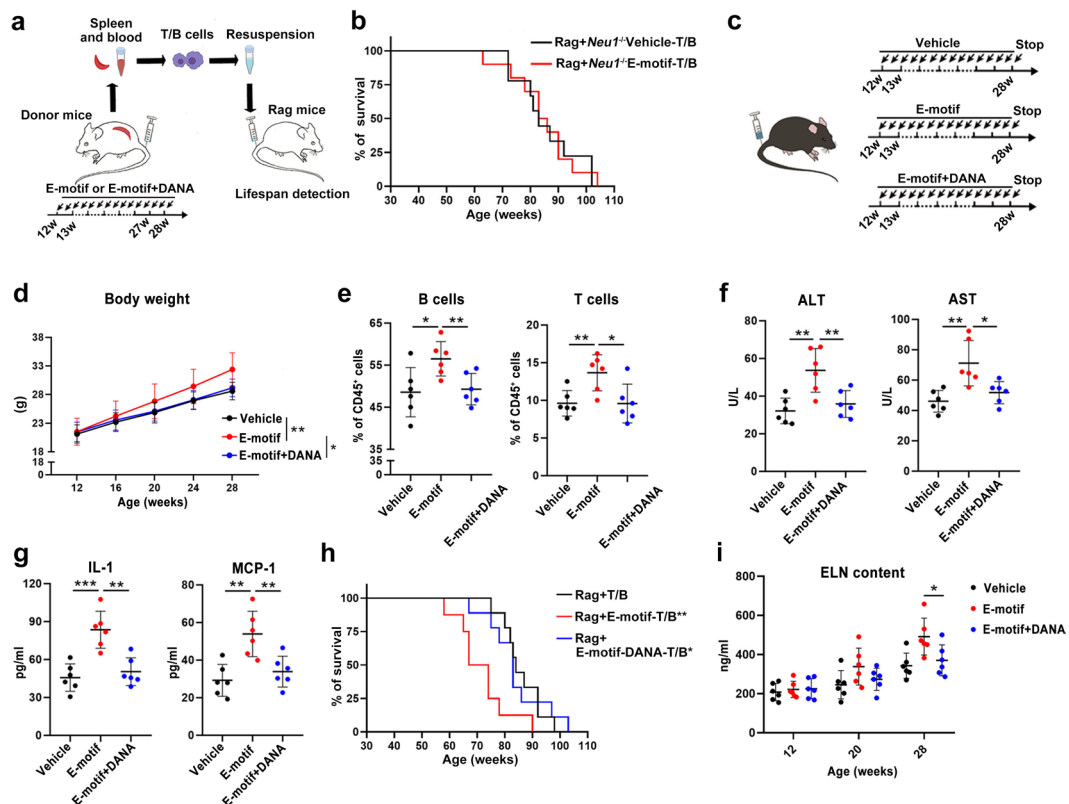 a
Spleen
and blood
T/B cells
Resuspension
Donor mice
Rag mice
E-motif or E-motif+DANA
Lifespan detection
12w
13w
27w
28w
b
% of survival
100
75
50
25
0
Rag+Neu1-/-Vehicle-T/B
Rag+Neu1-/-E-motif-T/B
30 40 50 60 70 80 90 100 110
Age (weeks)
c
Vehicle
Stop
12w
13w
28w
E-motif
Stop
12w
13w
28w
E-motif+DANA
Stop
12w
13w
28w
d
Body weight
(g)
38
33
28
23
18
0
Vehicle
E-motif
E-motif+DANA
**
*
12 16 20 24 28
Age (weeks)
e
B cells
% of CD45+ cells
65
55
45
5
0
* **
Vehicle
E-motif
E-motif+DANA
T cells
% of CD45+ cells
20
15
10
5
0
** *
Vehicle
E-motif
E-motif+DANA
f
ALT
U/L
80
60
40
20
0
** **
Vehicle
E-motif
E-motif+DANA
AST
U/L
100
80
60
40
20
0
** *
Vehicle
E-motif
E-motif+DANA
g
IL-1
pg/ml
120
90
60
30
0
*** **
Vehicle
E-motif
E-motif+DANA
MCP-1
pg/ml
80
60
40
20
0
** **
Vehicle
E-motif
E-motif+DANA
h
% of survival
100
75
50
25
0
Rag+T/B
Rag+E-motif-T/B**
Rag+
E-motif-DANA-T/B*
30 40 50 60 70 80 90 100 110
Age (weeks)
i
ELN content
ng/ml
800
600
400
200
0
*
Vehicle
E-motif
E-motif+DANA
12 20 28
Age (weeks)